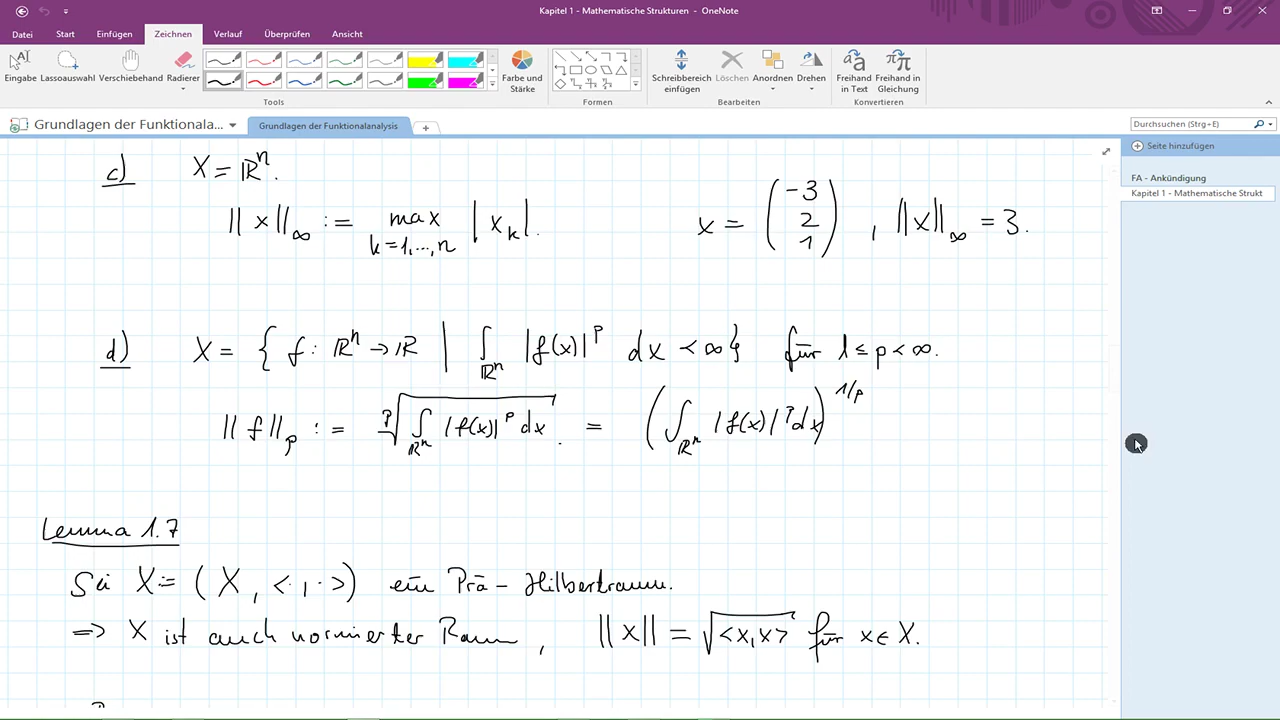 Kapitel 1 - Mathematische Strukturen - OneNote
Datei Start Einfügen Zeichnen Verlauf Überprüfen Ansicht
Eingabe Lassoauswahl Verschiebehand Radierer Farbe und Stärke Schreibbereich einfügen Löschen Anordnen Drehen Freihand in Text Freihand in Gleichung
Tools Formen Bearbeiten Konvertieren
Grundlagen der Funktionala... Grundlagen der Funktionalanalysis + Durchsuchen (Strg+E)
Seite hinzufügen
FA - Ankündigung
Kapitel 1 - Mathematische Strukt
c) X = ℝⁿ.
||x||_∞ := max_{k=1,...,n} |x_k|. x = (-3 2 1), ||x||_∞ = 3.
d) X = { f: ℝⁿ → ℝ | ∫_{ℝⁿ} |f(x)|^p dx < ∞ } für 1 ≤ p < ∞.
||f||_p := ᵖ√(∫_{ℝⁿ} |f(x)|^p dx). = (∫_{ℝⁿ} |f(x)|^p dx)^{1/p}
Lemma 1.7
Sei X := (X, <·,·>) ein Prä-Hilbertraum.
=> X ist auch normierter Raum, ||x|| = √<x,x> für x ∈ X.